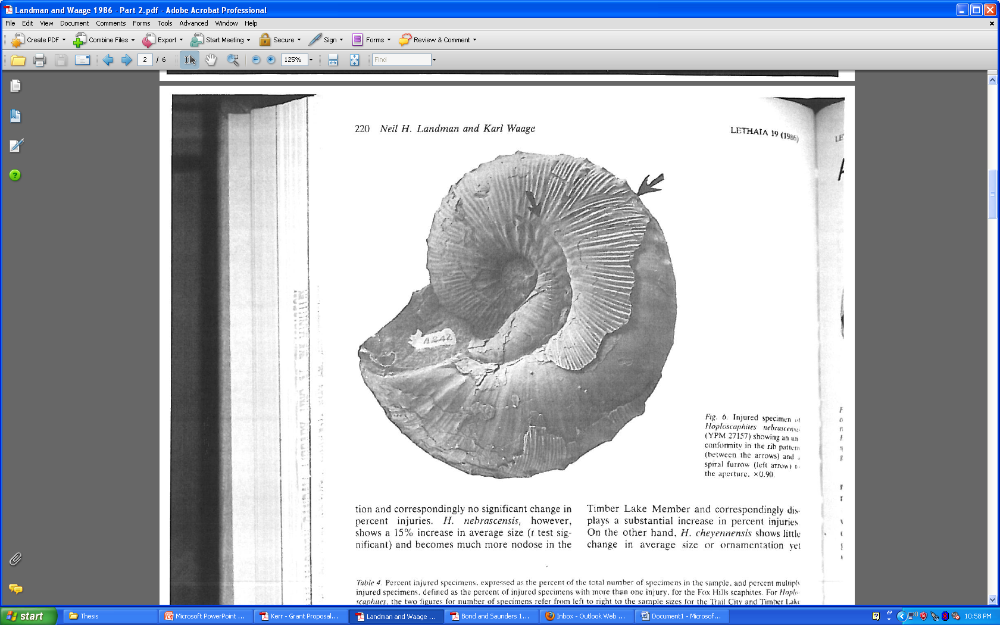 Landman and Waage 1986 - Part 2.pdf - Adobe Acrobat Professional
File Edit View Document Comments Forms Tools Advanced Window Help
Create PDF Combine Files Export Start Meeting Secure Sign Forms Review & Comment
2 / 6 125% Find
220 Neil H. Landman and Karl Waage
LETHAIA 19 (1986)
LE
Fig. 6. Injured specimen of
Hoploscaphites nebrascensis
(YPM 27157) showing an un
conformity in the rib pattern
(between the arrows) and
spiral furrow (left arrow) to
the aperture. ×0.90.
tion and correspondingly no significant change in
percent injuries. H. nebrascensis, however,
shows a 15% increase in average size (t test sig-
nificant) and becomes much more nodose in the
Timber Lake Member and correspondingly dis-
plays a substantial increase in percent injuries
On the other hand, H. cheyennensis shows little
change in average size or ornamentation yet
Table 4. Percent injured specimens, expressed as the percent of the total number of specimens in the sample, and percent multiply
injured specimens, defined as the percent of injured specimens with more than one injury, for the Fox Hills scaphites. For Hoplo-
scaphites, the two figures for number of specimens refer from left to right to the sample sizes for the Trail City and Timber Lake
start Thesis Microsoft PowerPoint ... Kerr - Grant Proposal... Landman and Waage ... Bond and Saunders 1... Inbox - Outlook Web ... Document1 - Microsof... 10:58 PM